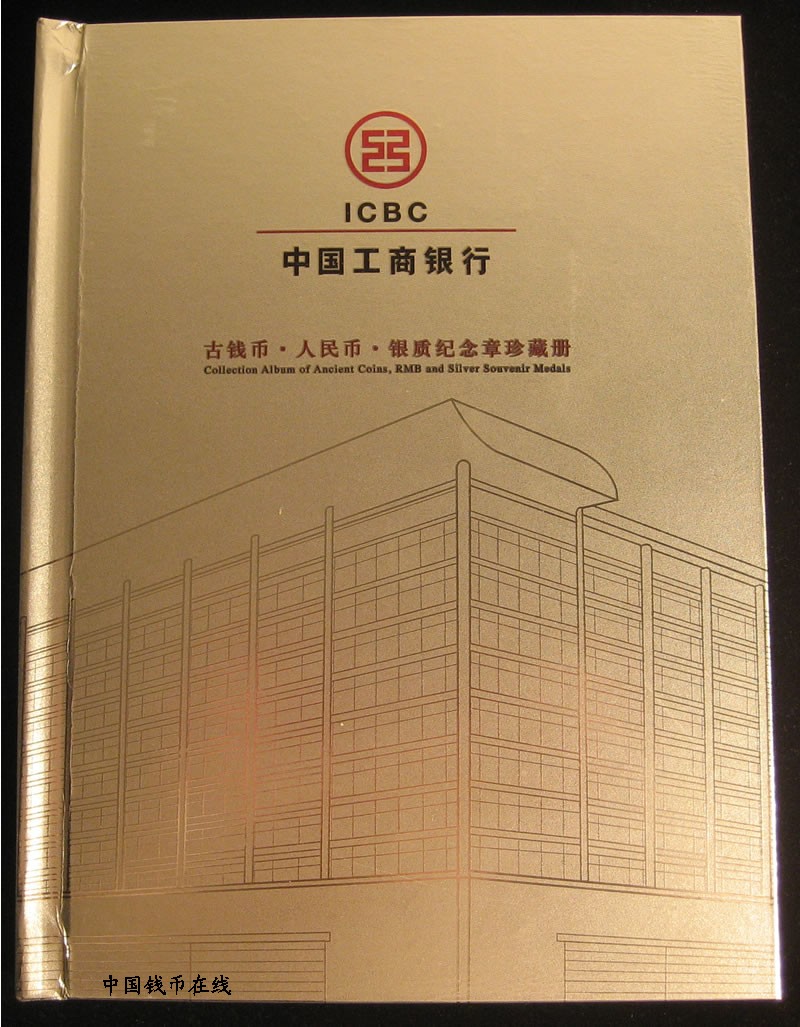 ICBC
中国工商银行
古钱币·人民币·银质纪念章珍藏册
Collection Album of Ancient Coins, RMB and Silver Souvenir Medals
中国钱币在线